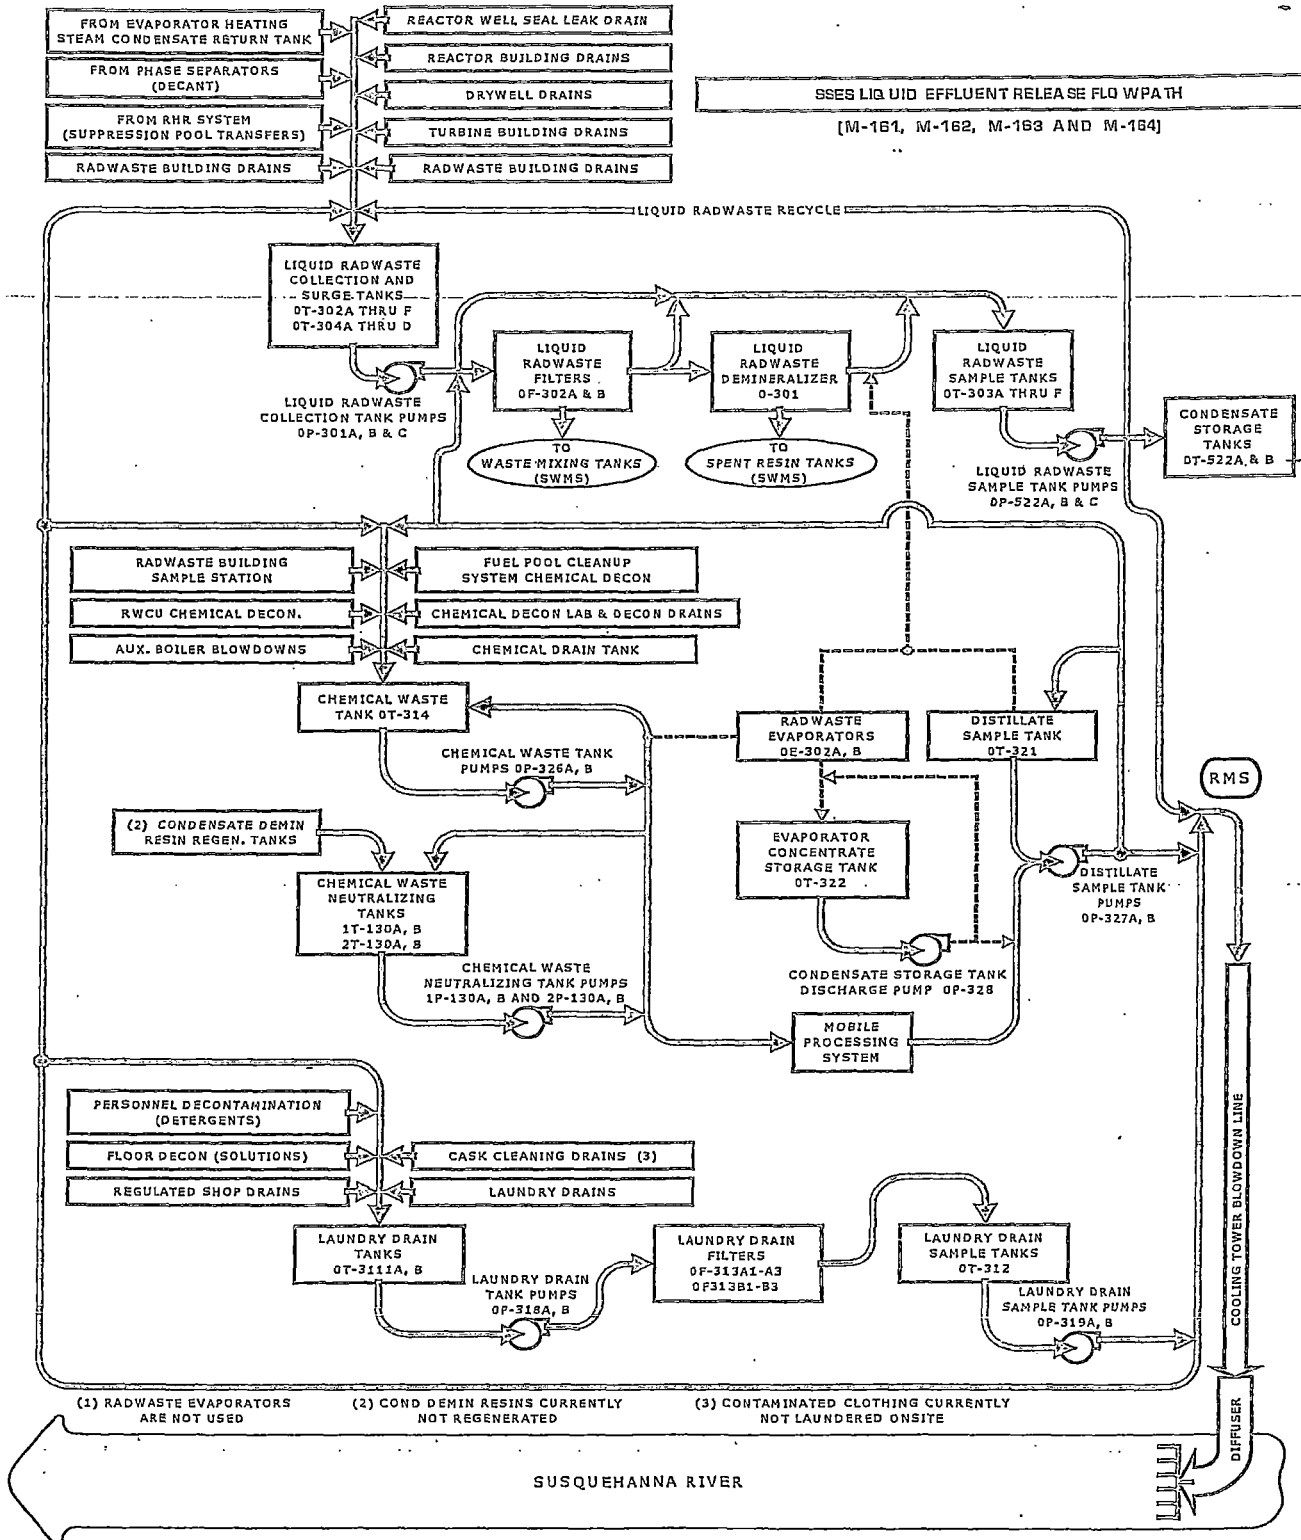 FROM EVAPORATOR HEATING
STEAM CONDENSATE RETURN TANK
REACTOR WELL SEAL LEAK DRAIN
REACTOR BUILDING DRAINS
FROM PHASE SEPARATORS
(DECANT)
DRYWELL DRAINS
FROM RHR SYSTEM
(SUPPRESSION POOL TRANSFERS)
TURBINE BUILDING DRAINS
RADWASTE BUILDING DRAINS
RADWASTE BUILDING DRAINS
SSES LIQUID EFFLUENT RELEASE FLOWPATH
[M-161, M-162, M-163 AND M-164]
LIQUID RADWASTE RECYCLE
LIQUID RADWASTE
COLLECTION AND
SURGE TANKS
0T-302A THRU F
0T-304A THRU D
LIQUID RADWASTE
COLLECTION TANK PUMPS
0P-301A, B & C
LIQUID
RADWASTE
FILTERS
0F-302A & B
LIQUID
RADWASTE
DEMINERALIZER
0-301
LIQUID
RADWASTE
SAMPLE TANKS
0T-303A THRU F
CONDENSATE
STORAGE
TANKS
0T-522A, & B
TO
WASTE MIXING TANKS
(SWMS)
TO
SPENT RESIN TANKS
(SWMS)
LIQUID RADWASTE
SAMPLE TANK PUMPS
0P-522A, B & C
RADWASTE BUILDING
SAMPLE STATION
FUEL POOL CLEANUP
SYSTEM CHEMICAL DECON
RWCU CHEMICAL DECON.
CHEMICAL DECON LAB & DECON DRAINS
AUX. BOILER BLOWDOWNS
CHEMICAL DRAIN TANK
CHEMICAL WASTE
TANK 0T-314
CHEMICAL WASTE TANK
PUMPS 0P-326A, B
RADWASTE
EVAPORATORS
0E-302A, B
DISTILLATE
SAMPLE TANK
0T-321
RMS
(2) CONDENSATE DEMIN
RESIN REGEN. TANKS
EVAPORATOR
CONCENTRATE
STORAGE TANK
0T-322
DISTILLATE
SAMPLE TANK
PUMPS
0P-327A, B
CHEMICAL WASTE
NEUTRALIZING
TANKS
1T-130A, B
2T-130A, B
CHEMICAL WASTE
NEUTRALIZING TANK PUMPS
1P-130A, B AND 2P-130A, B
CONDENSATE STORAGE TANK
DISCHARGE PUMP 0P-328
MOBILE
PROCESSING
SYSTEM
PERSONNEL DECONTAMINATION
(DETERGENTS)
FLOOR DECON (SOLUTIONS)
CASK CLEANING DRAINS (3)
REGULATED SHOP DRAINS
LAUNDRY DRAINS
LAUNDRY DRAIN
TANKS
0T-3111A, B
LAUNDRY DRAIN
TANK PUMPS
0P-318A, B
LAUNDRY DRAIN
FILTERS
0F-313A1-A3
0F313B1-B3
LAUNDRY DRAIN
SAMPLE TANKS
0T-312
LAUNDRY DRAIN
SAMPLE TANK PUMPS
0P-319A, B
COOLING TOWER BLOWDOWN LINE
DIFFUSER
(1) RADWASTE EVAPORATORS
ARE NOT USED
(2) COND DEMIN RESINS CURRENTLY
NOT REGENERATED
(3) CONTAMINATED CLOTHING CURRENTLY
NOT LAUNDERED ONSITE
SUSQUEHANNA RIVER